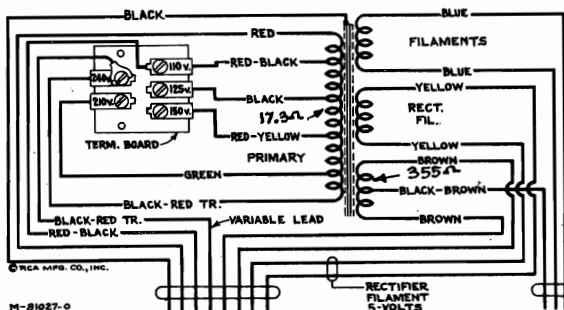 BLACK
BLUE
RED
FILAMENTS
RED-BLACK
110 V.
240 V.
BLUE
125 V.
BLACK
YELLOW
210 V.
17.3Ω
RECT.
FIL.
150 V.
RED-YELLOW
TERM. BOARD
YELLOW
PRIMARY
BROWN
GREEN
355Ω
BLACK-BROWN
BLACK-RED TR.
BLACK-RED TR.
VARIABLE LEAD
BROWN
RED-BLACK
© RCA MFG. CO., INC.
RECTIFIER
FILAMENT
5-VOLTS
M-81027-0